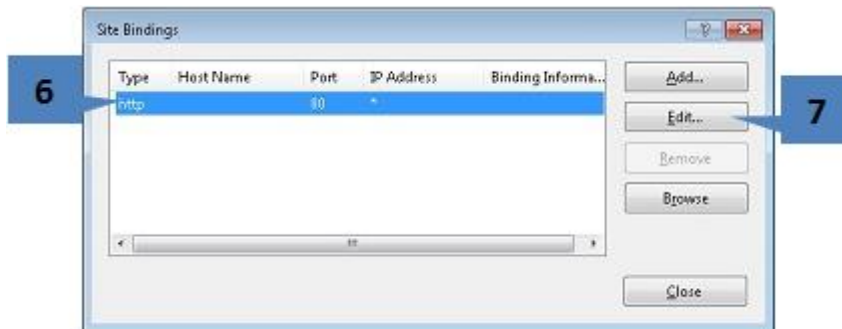 Site Bindings
Type Host Name Port IP Address Binding Informa...
http 80 *
Add...
Edit...
Remove
Browse
Close
6
7